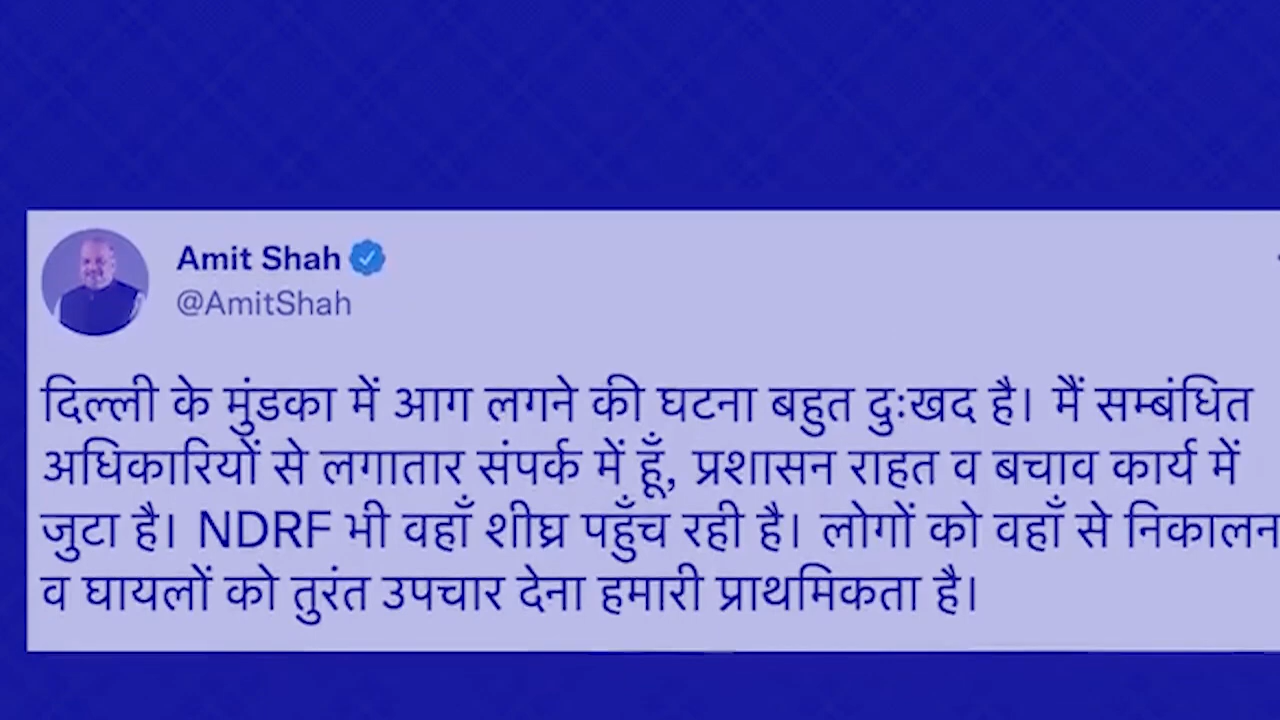 Amit Shah
@AmitShah
दिल्ली के मुंडका में आग लगने की घटना बहुत दुःखद है। मैं सम्बंधित
अधिकारियों से लगातार संपर्क में हूँ, प्रशासन राहत व बचाव कार्य में
जुटा है। NDRF भी वहाँ शीघ्र पहुँच रही है। लोगों को वहाँ से निकालन
व घायलों को तुरंत उपचार देना हमारी प्राथमिकता है।